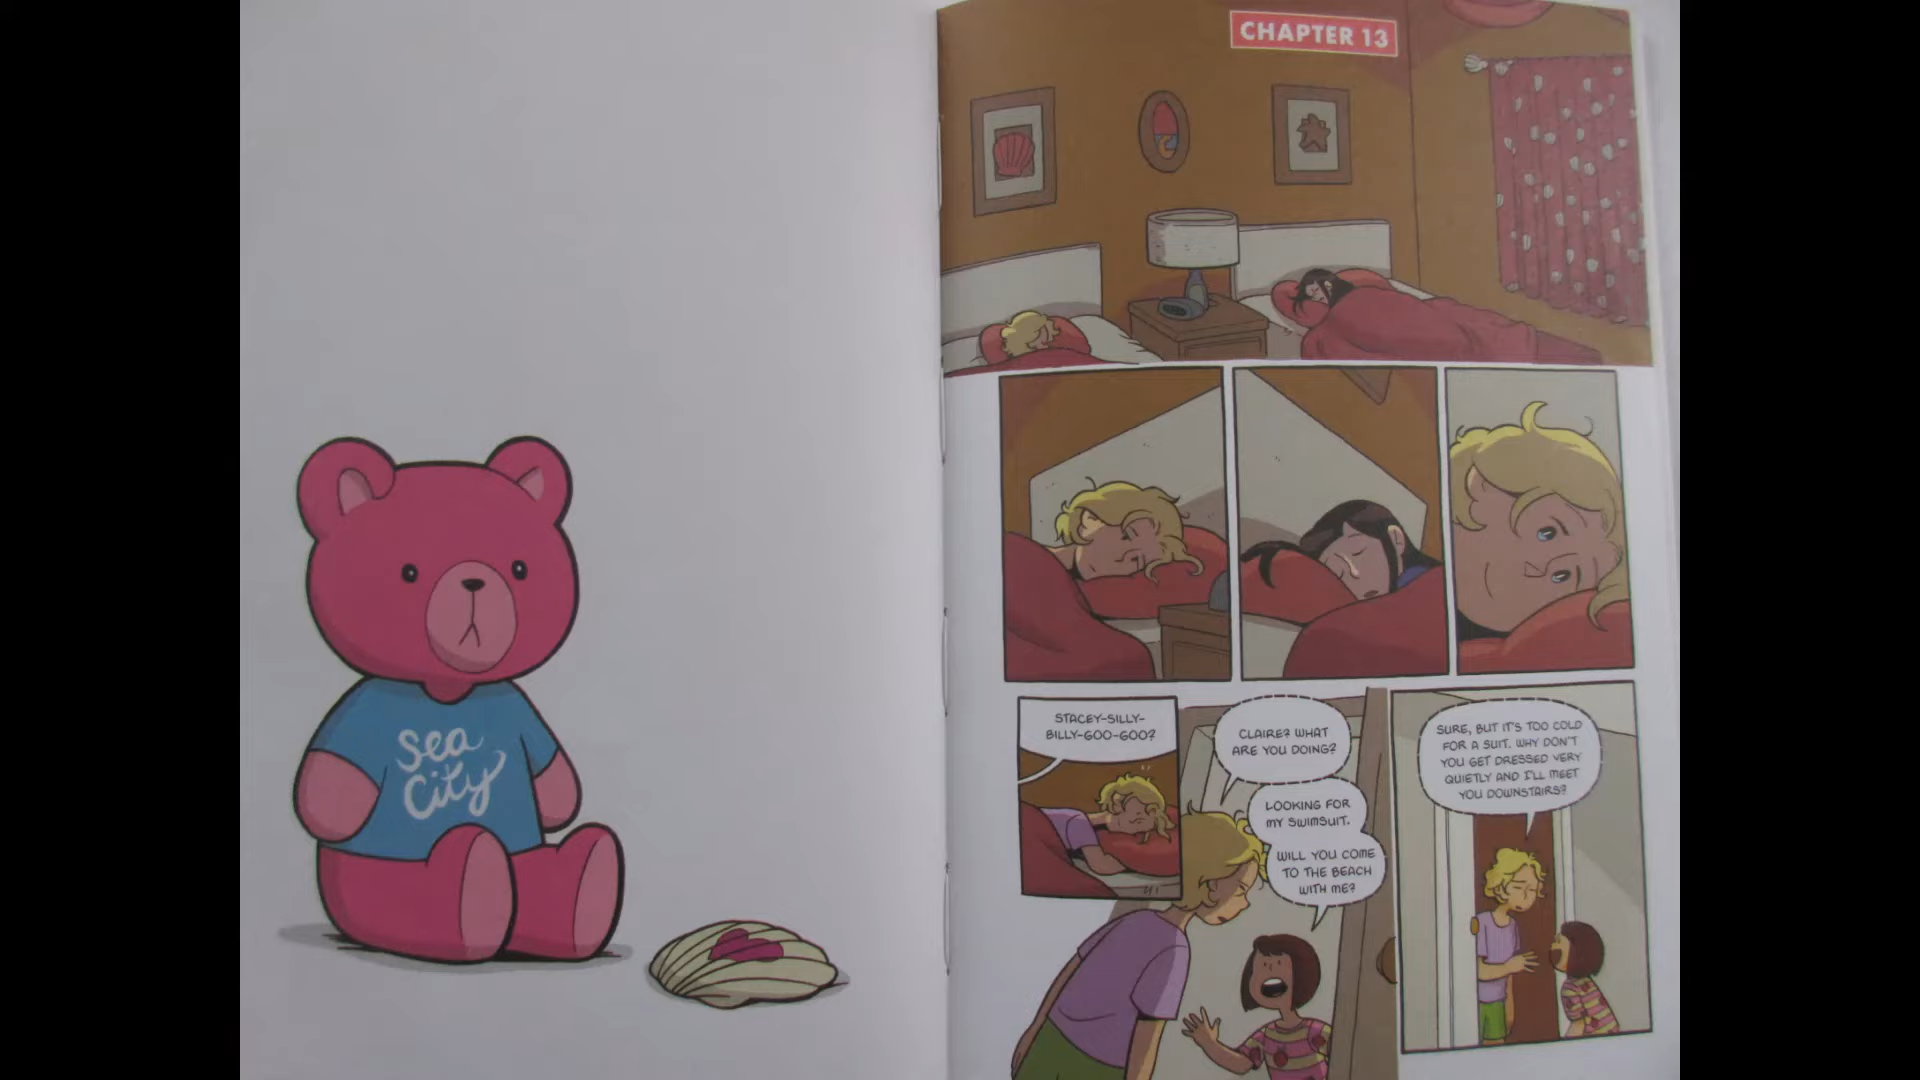 Sea
City
CHAPTER 13
STACEY-SILLY-
BILLY-GOO-GOO?
CLAIRE? WHAT
ARE YOU DOING?
LOOKING FOR
MY SWIMSUIT.
WILL YOU COME
TO THE BEACH
WITH ME?
SURE, BUT IT'S TOO COLD
FOR A SUIT. WHY DON'T
YOU GET DRESSED VERY
QUIETLY AND I'LL MEET
YOU DOWNSTAIRS?